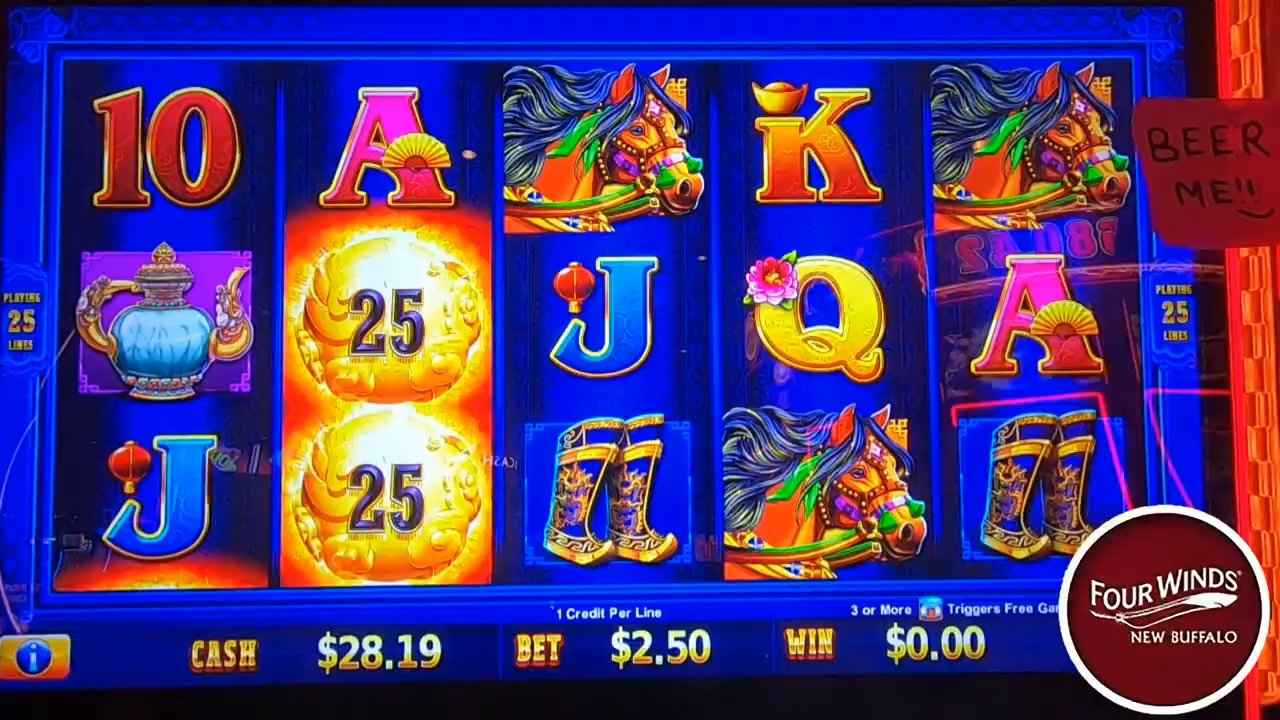 10
A
K
BEER
ME!!
25
J
Q
A
PLAYING
25
LINES
PLAYING
25
LINES
J
25
1 Credit Per Line
3 or More
Triggers Free
CASH
$28.19
BET
$2.50
WIN
$0.00
FOUR WINDS®
NEW BUFFALO